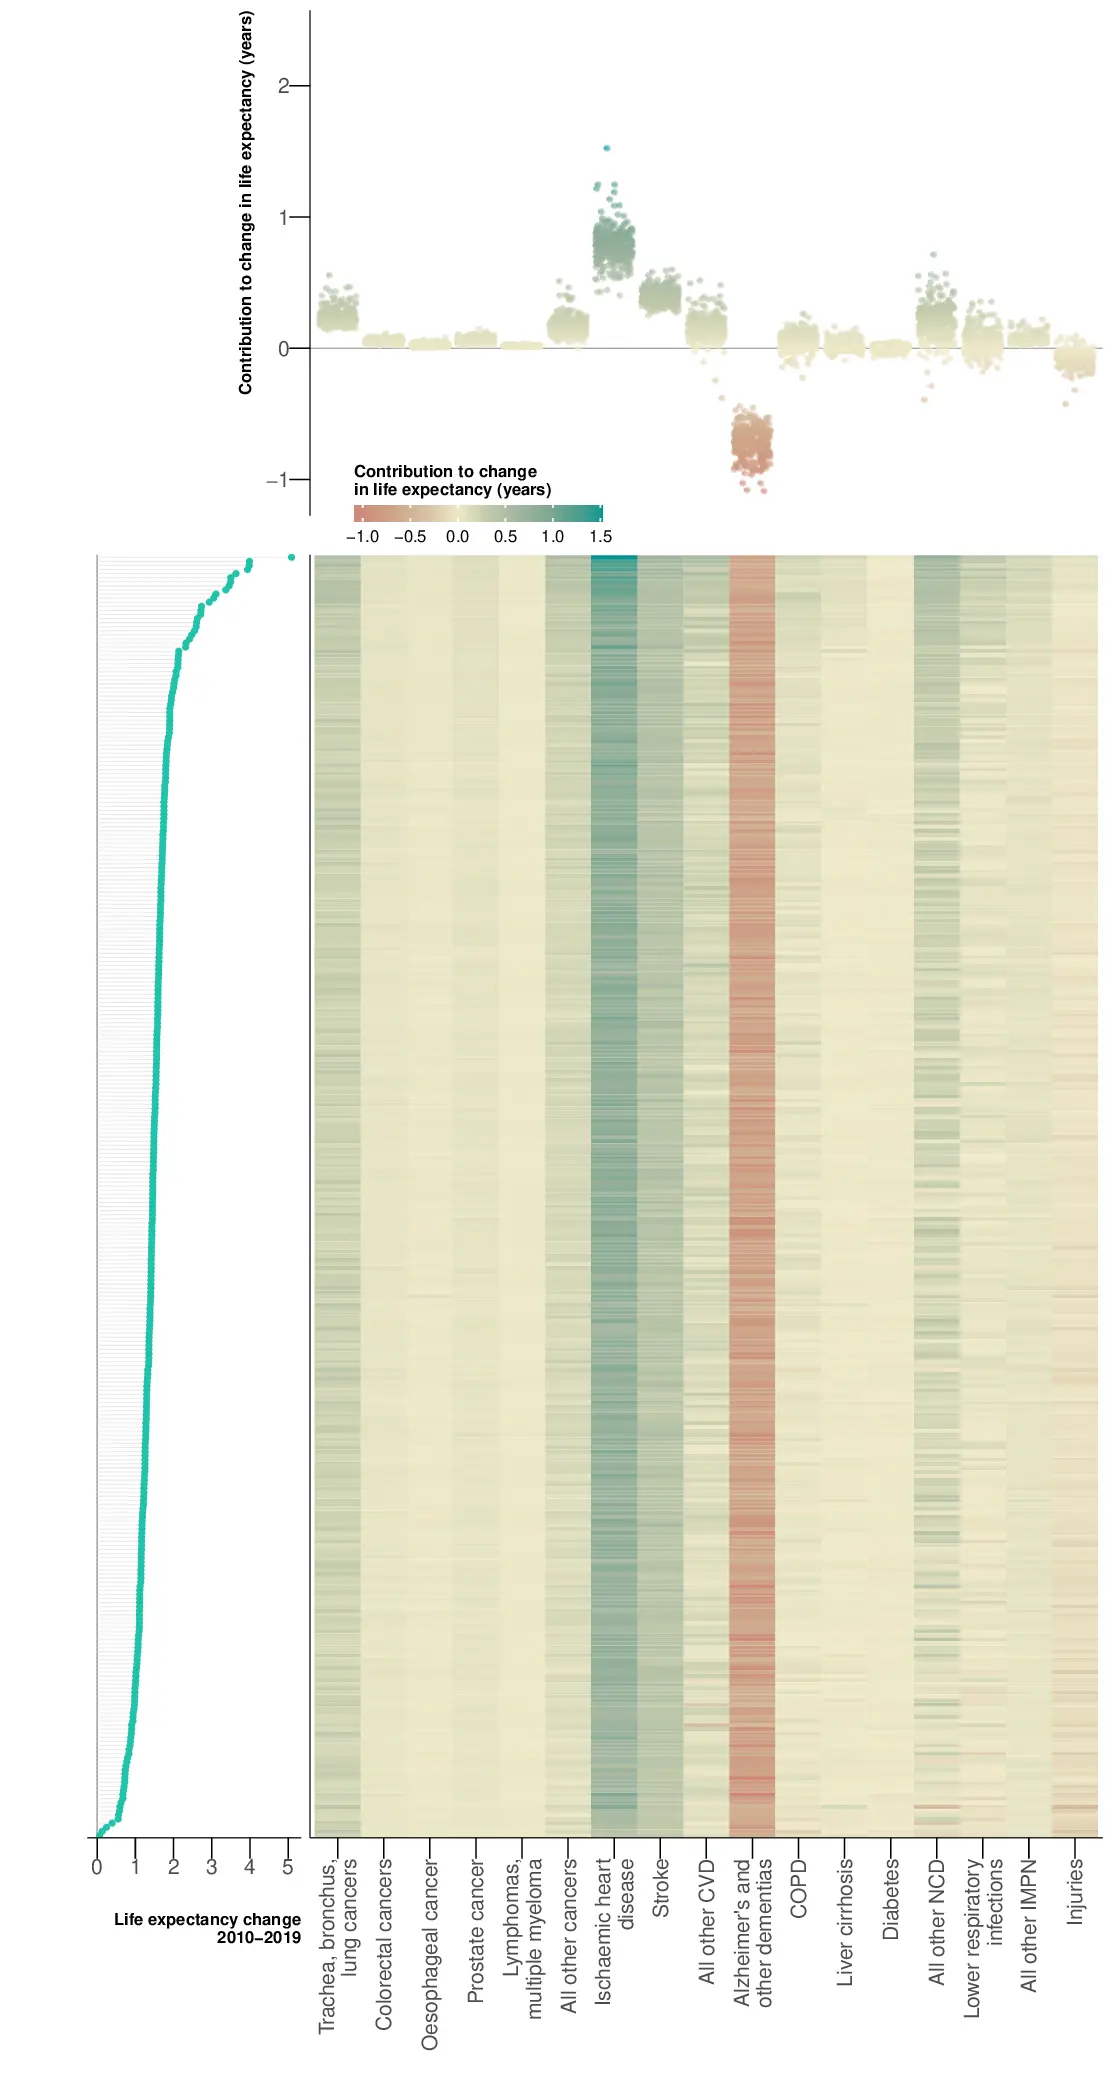 Contribution to change in life expectancy (years)
2
1
0
−1
Contribution to change
in life expectancy (years)
−1.0 −0.5 0.0 0.5 1.0 1.5
0 1 2 3 4 5
Life expectancy change
2010−2019
Trachea, bronchus,
lung cancers
Colorectal cancers
Oesophageal cancer
Prostate cancer
Lymphomas,
multiple myeloma
All other cancers
Ischaemic heart
disease
Stroke
All other CVD
Alzheimer's and
other dementias
COPD
Liver cirrhosis
Diabetes
All other NCD
Lower respiratory
infections
All other IMPN
Injuries